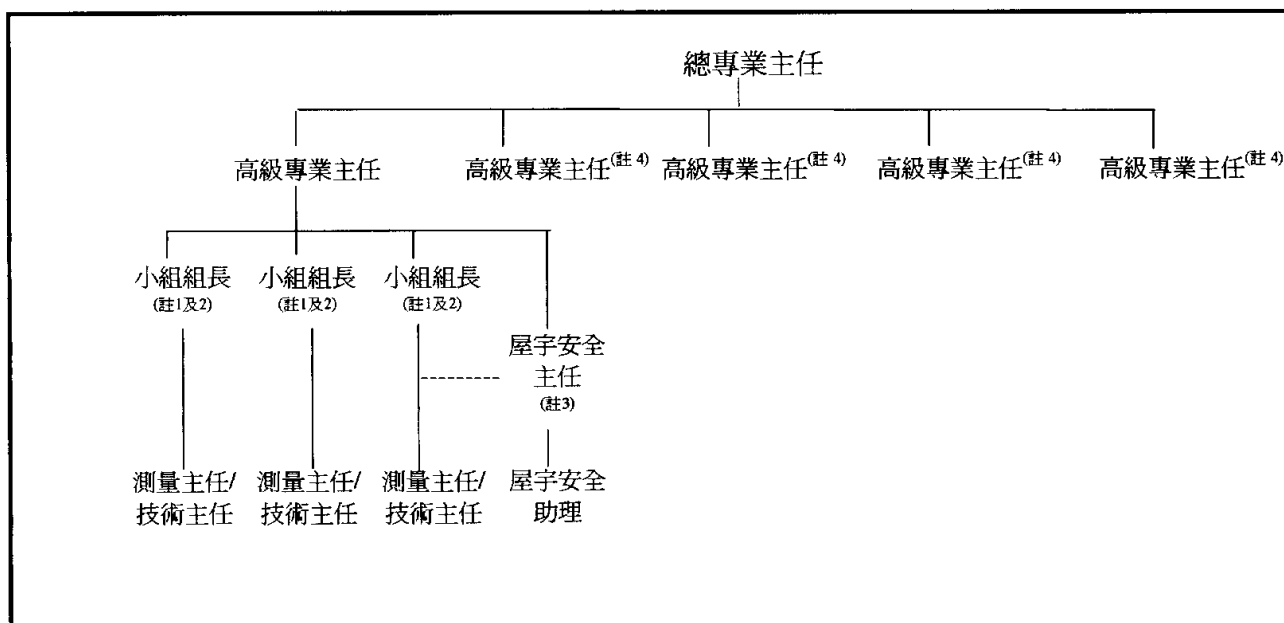 總專業主任
高級專業主任 高級專業主任(註 4) 高級專業主任(註 4) 高級專業主任(註 4) 高級專業主任(註 4)
小組組長 小組組長 小組組長
(註1及2) (註1及2) (註1及2)
屋宇安全
主任
(註3)
測量主任/ 測量主任/ 測量主任/ 屋宇安全
技術主任 技術主任 技術主任 助理